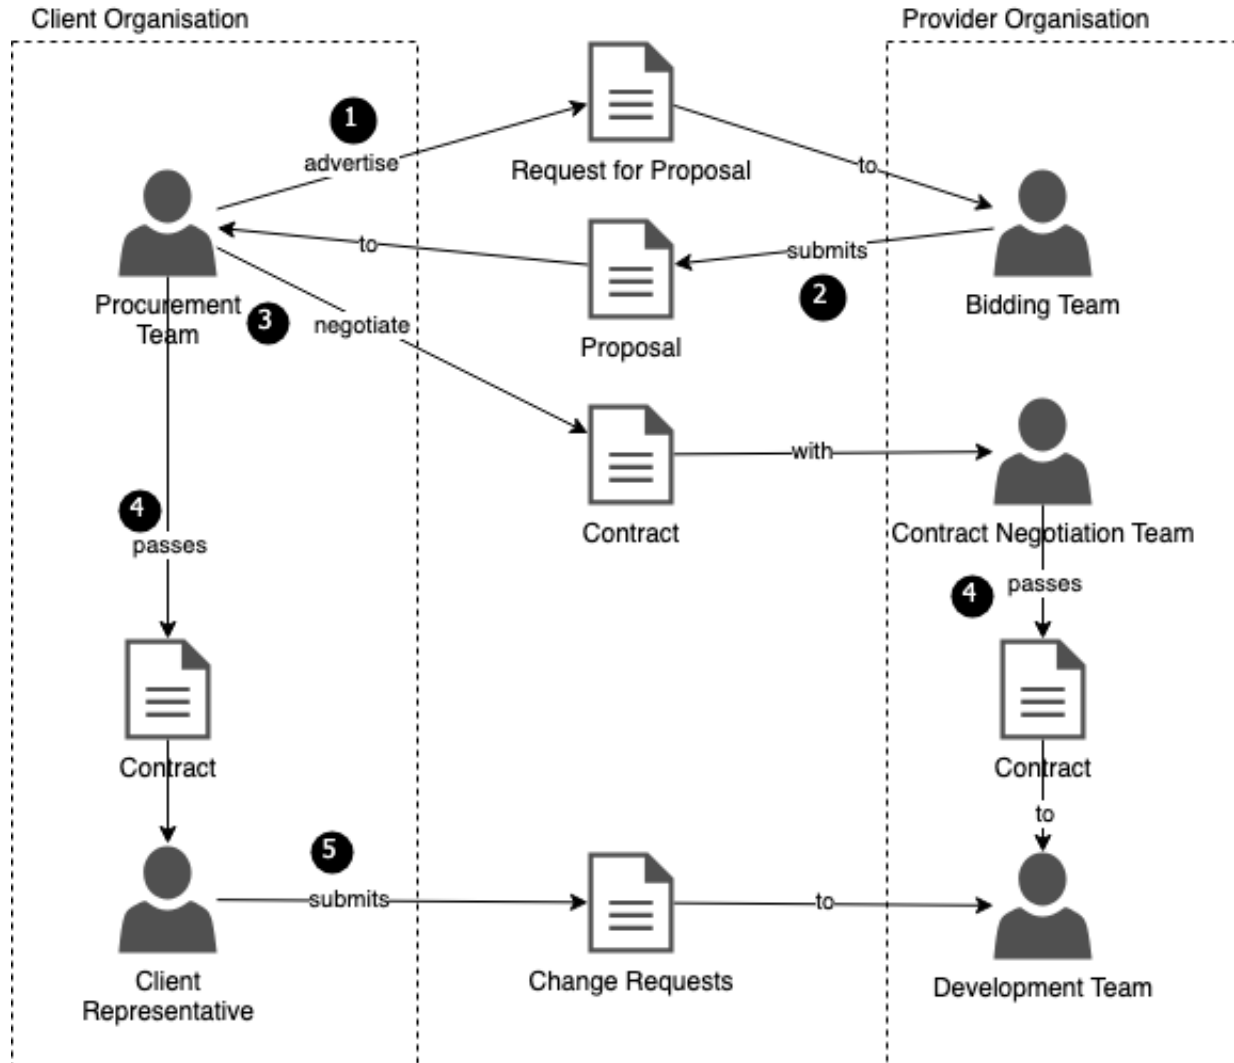 Client Organisation
Provider Organisation
1
advertise
Request for Proposal
to
to
submits
2
Procurement
Team
3
negotiate
Proposal
Bidding Team
with
4
passes
Contract
Contract Negotiation Team
4
passes
Contract
Contract
to
5
submits
to
Client
Representative
Change Requests
Development Team